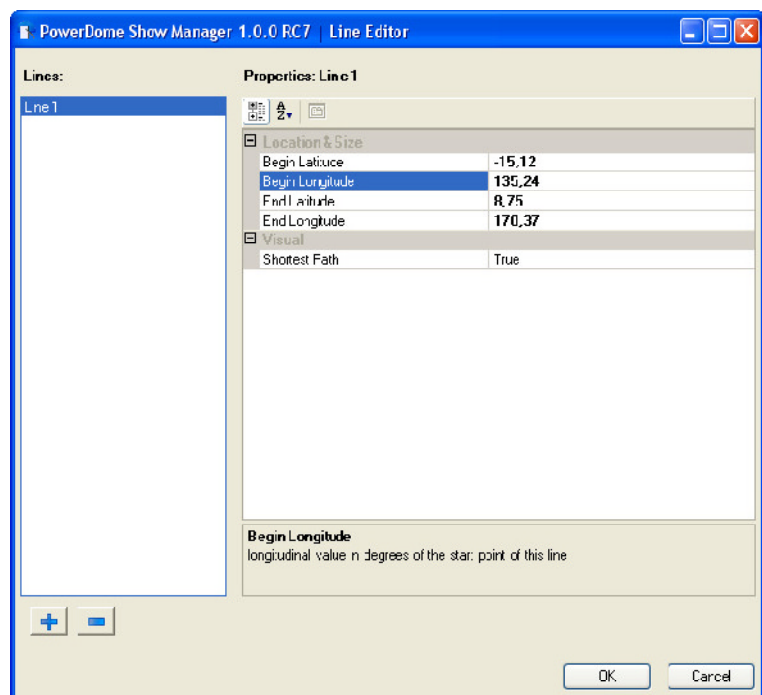 PowerDome Show Manager 1.0.0 RC7 | Line Editor
Lines:
Properties: Line 1
Line 1
Location & Size
Begin Latitude -15,12
Begin Longitude 135,24
End Latitude 8,75
End Longitude 170,37
Visual
Shortest Path True
Begin Longitude
longitudinal value in degrees of the start point of this line
OK Cancel